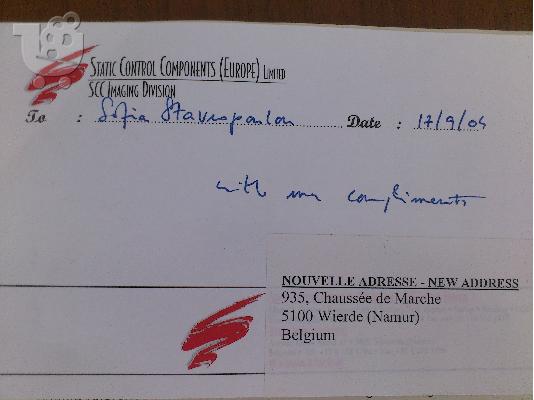 STATIC CONTROL COMPONENTS (EUROPE) LIMITED
SCC IMAGING DIVISION
To : Sofia Stavropoulou Date : 17/9/04
with my compliments
NOUVELLE ADRESSE - NEW ADDRESS
935, Chaussée de Marche
5100 Wierde (Namur)
Belgium